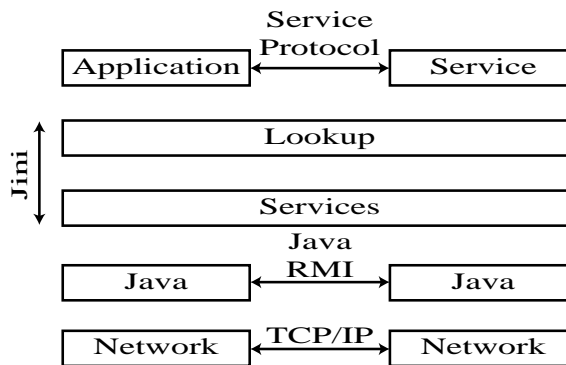 Service
Protocol
Application
Service
Lookup
Jini
Services
Java
RMI
Java
Java
TCP/IP
Network
Network